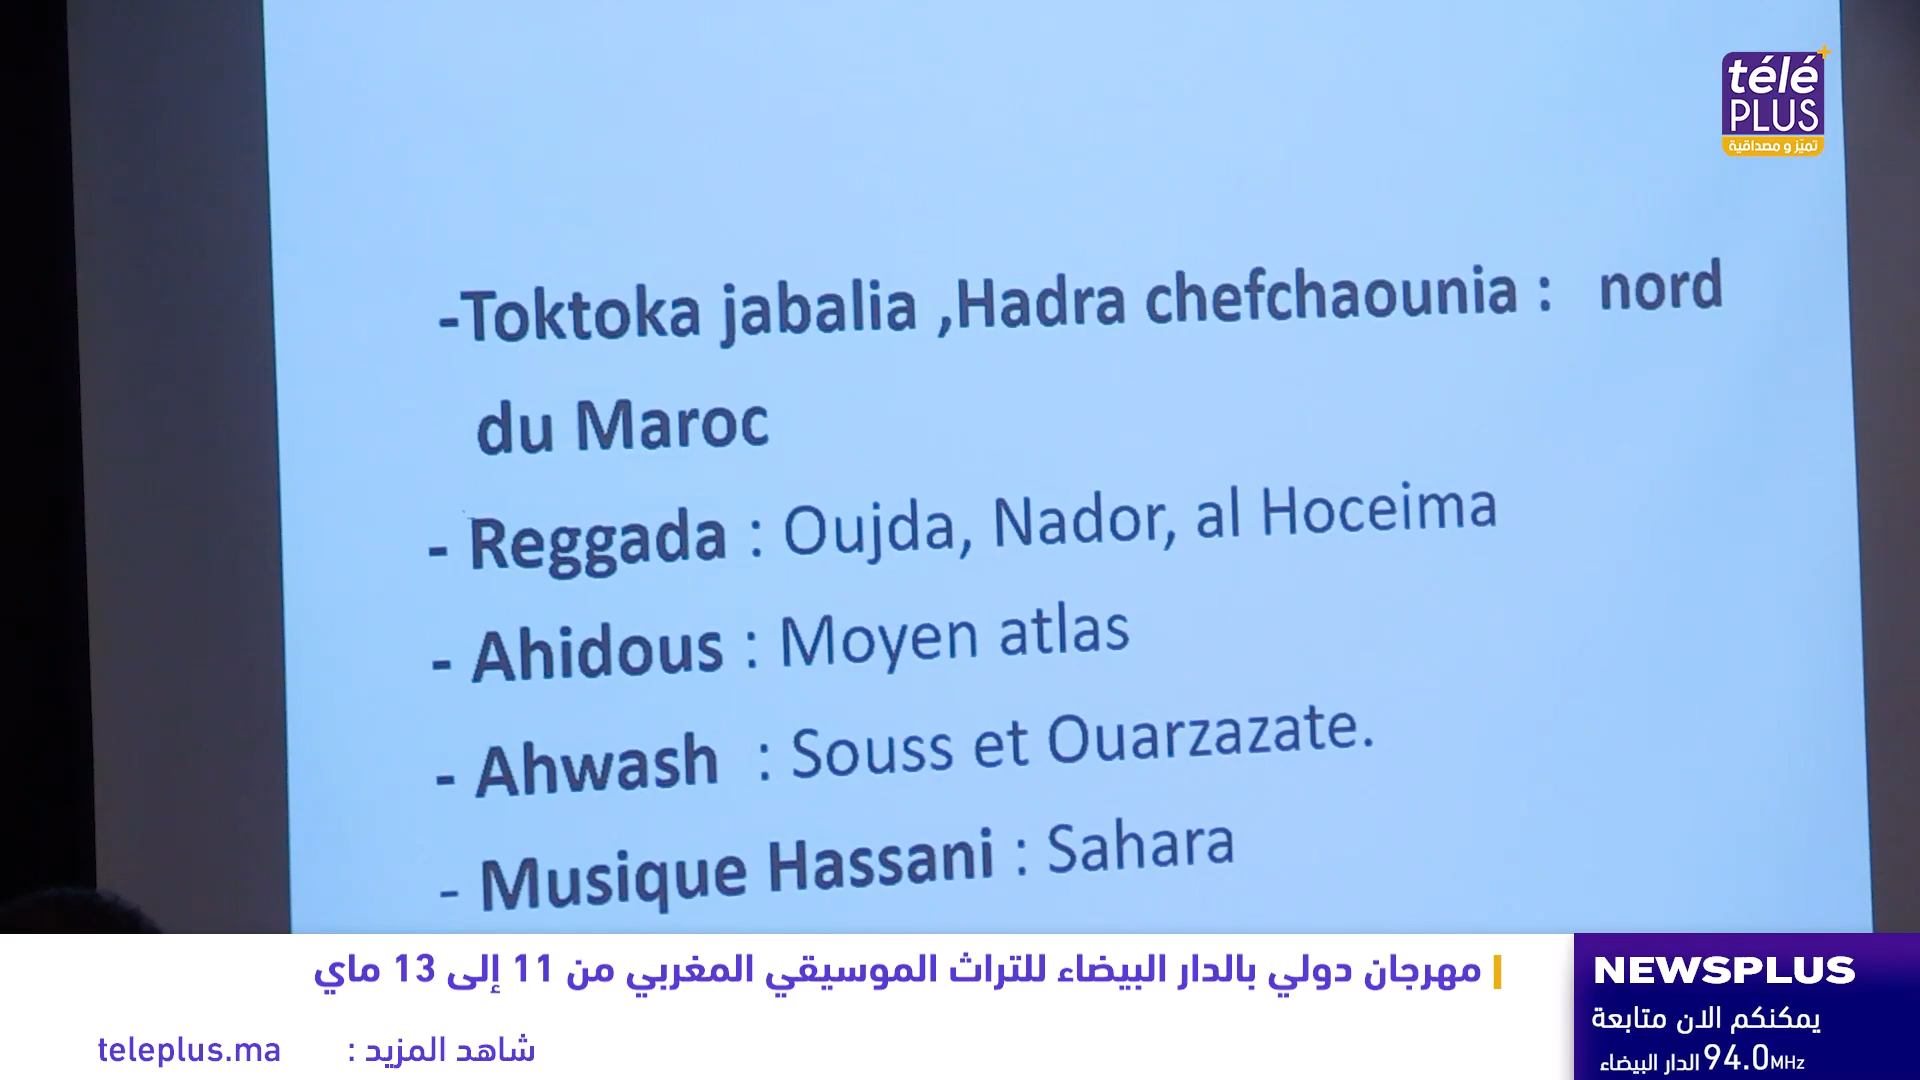 télé+
PLUS
تميّز و مصداقية
-Toktoka jabalia ,Hadra chefchaounia : nord
du Maroc
- Reggada : Oujda, Nador, al Hoceima
- Ahidous : Moyen atlas
- Ahwash : Souss et Ouarzazate.
- Musique Hassani : Sahara
مهرجان دولي بالدار البيضاء للتراث الموسيقي المغربي من 11 إلى 13 ماي
شاهد المزيد : teleplus.ma
NEWSPLUS
يمكنكم الان متابعة
94.0MHz الدار البيضاء